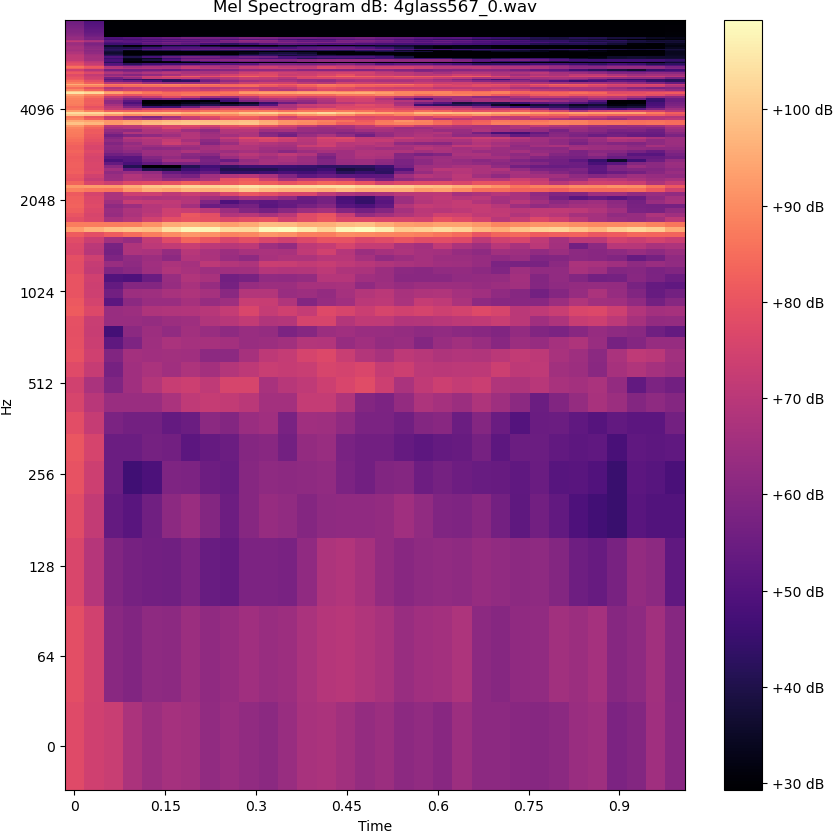 Mel Spectrogram dB: 4glass567_0.wav
Hz
4096
2048
1024
512
256
128
64
0
0 0.15 0.3 0.45 0.6 0.75 0.9
Time
+100 dB
+90 dB
+80 dB
+70 dB
+60 dB
+50 dB
+40 dB
+30 dB